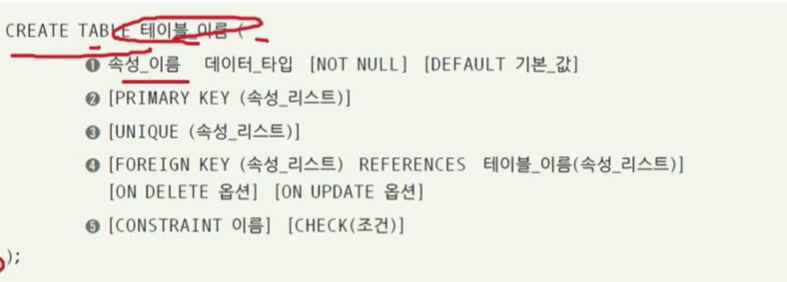 CREATE TABLE 테이블_이름 (
❶ 속성_이름 데이터_타입 [NOT NULL] [DEFAULT 기본_값]
❷ [PRIMARY KEY (속성_리스트)]
❸ [UNIQUE (속성_리스트)]
❹ [FOREIGN KEY (속성_리스트) REFERENCES 테이블_이름(속성_리스트)]
[ON DELETE 옵션] [ON UPDATE 옵션]
❺ [CONSTRAINT 이름] [CHECK(조건)]
);